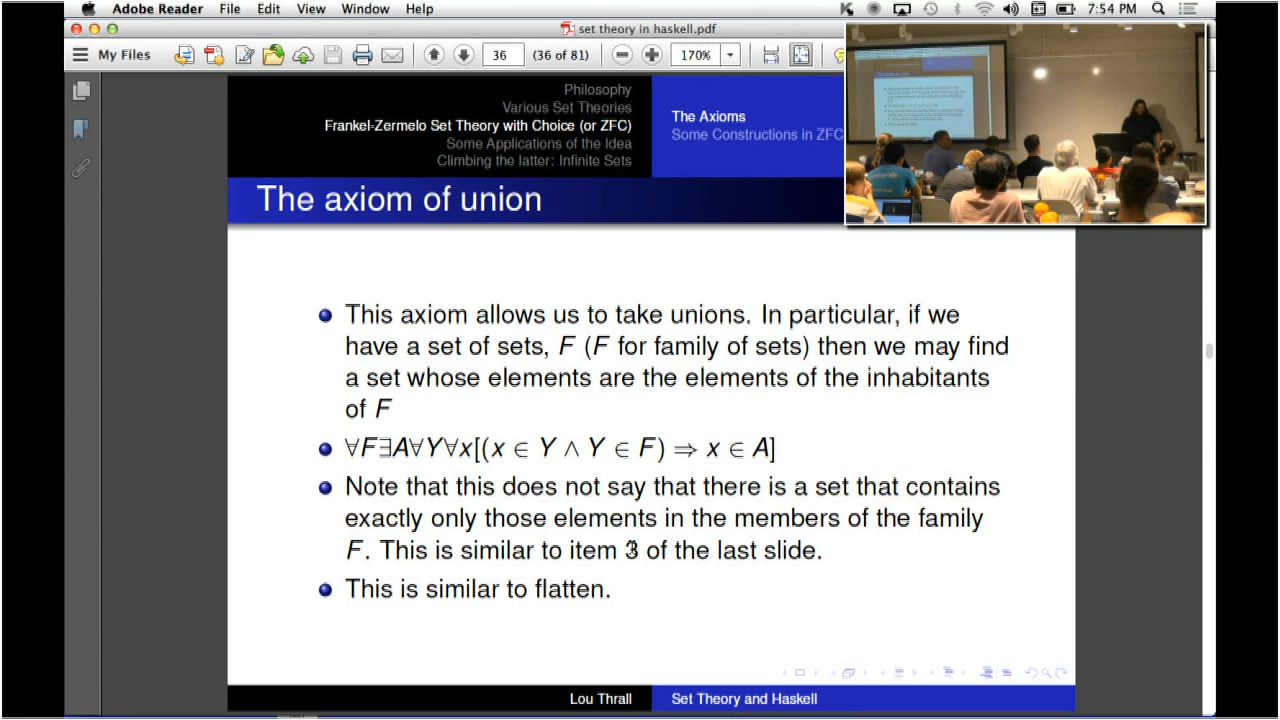 Adobe Reader File Edit View Window Help 7:54 PM
set theory in haskell.pdf
My Files 36 (36 of 81) 170%
Philosophy
Various Set Theories
Frankel-Zermelo Set Theory with Choice (or ZFC)
Some Applications of the Idea
Climbing the latter: Infinite Sets
The Axioms
Some Constructions in ZFC
The axiom of union
This axiom allows us to take unions. In particular, if we
have a set of sets, F (F for family of sets) then we may find
a set whose elements are the elements of the inhabitants
of F
∀F∃A∀Y∀x[(x ∈ Y ∧ Y ∈ F) ⇒ x ∈ A]
Note that this does not say that there is a set that contains
exactly only those elements in the members of the family
F. This is similar to item 3 of the last slide.
This is similar to flatten.
Lou Thrall Set Theory and Haskell